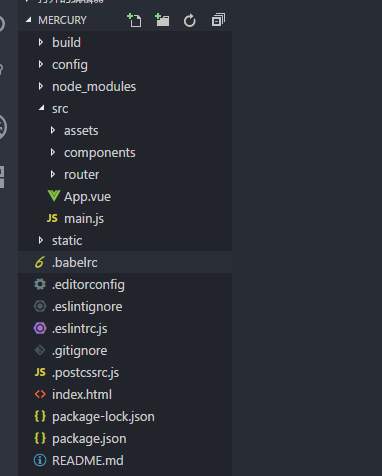 MERCURY
build
config
node_modules
src
assets
components
router
App.vue
JS main.js
static
.babelrc
.editorconfig
.eslintignore
.eslintrc.js
.gitignore
JS .postcssrc.js
<> index.html
{} package-lock.json
{} package.json
README.md